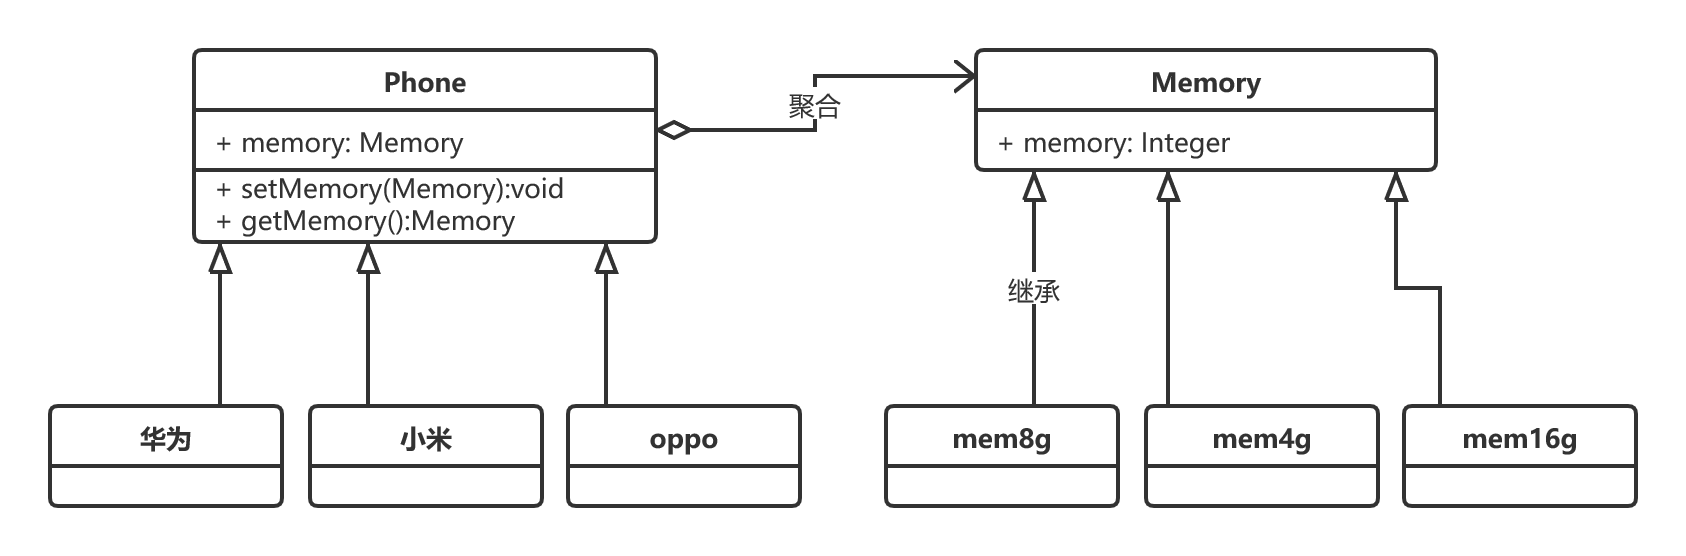 Phone
+ memory: Memory
+ setMemory(Memory):void
+ getMemory():Memory
聚合
Memory
+ memory: Integer
继承
华为
小米
oppo
mem8g
mem4g
mem16g